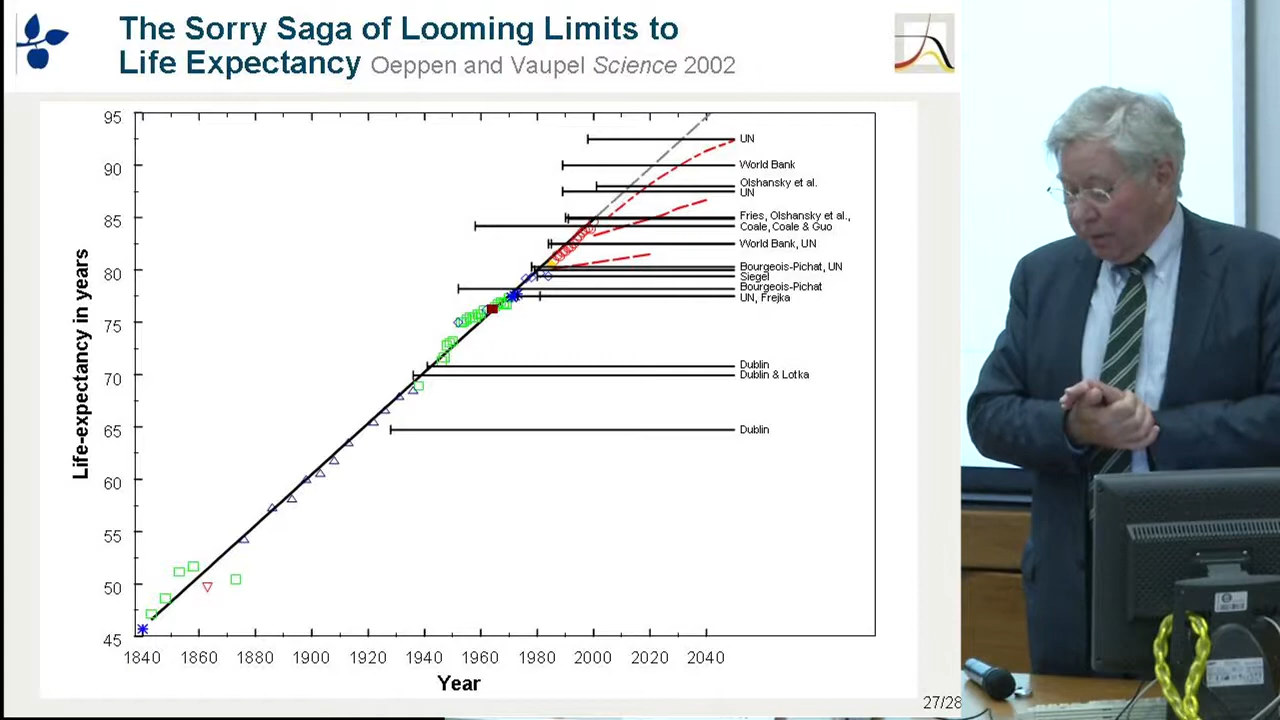 The Sorry Saga of Looming Limits to
Life Expectancy Oeppen and Vaupel Science 2002
95
90
85
80
75
70
65
60
55
50
45
Life-expectancy in years
UN
World Bank
Olshansky et al.
UN
Fries, Olshansky et al.,
Coale, Coale & Guo
World Bank, UN
Bourgeois-Pichat, UN
Siegel
Bourgeois-Pichat
UN, Frejka
Dublin
Dublin & Lotka
Dublin
1840 1860 1880 1900 1920 1940 1960 1980 2000 2020 2040
Year
27/28